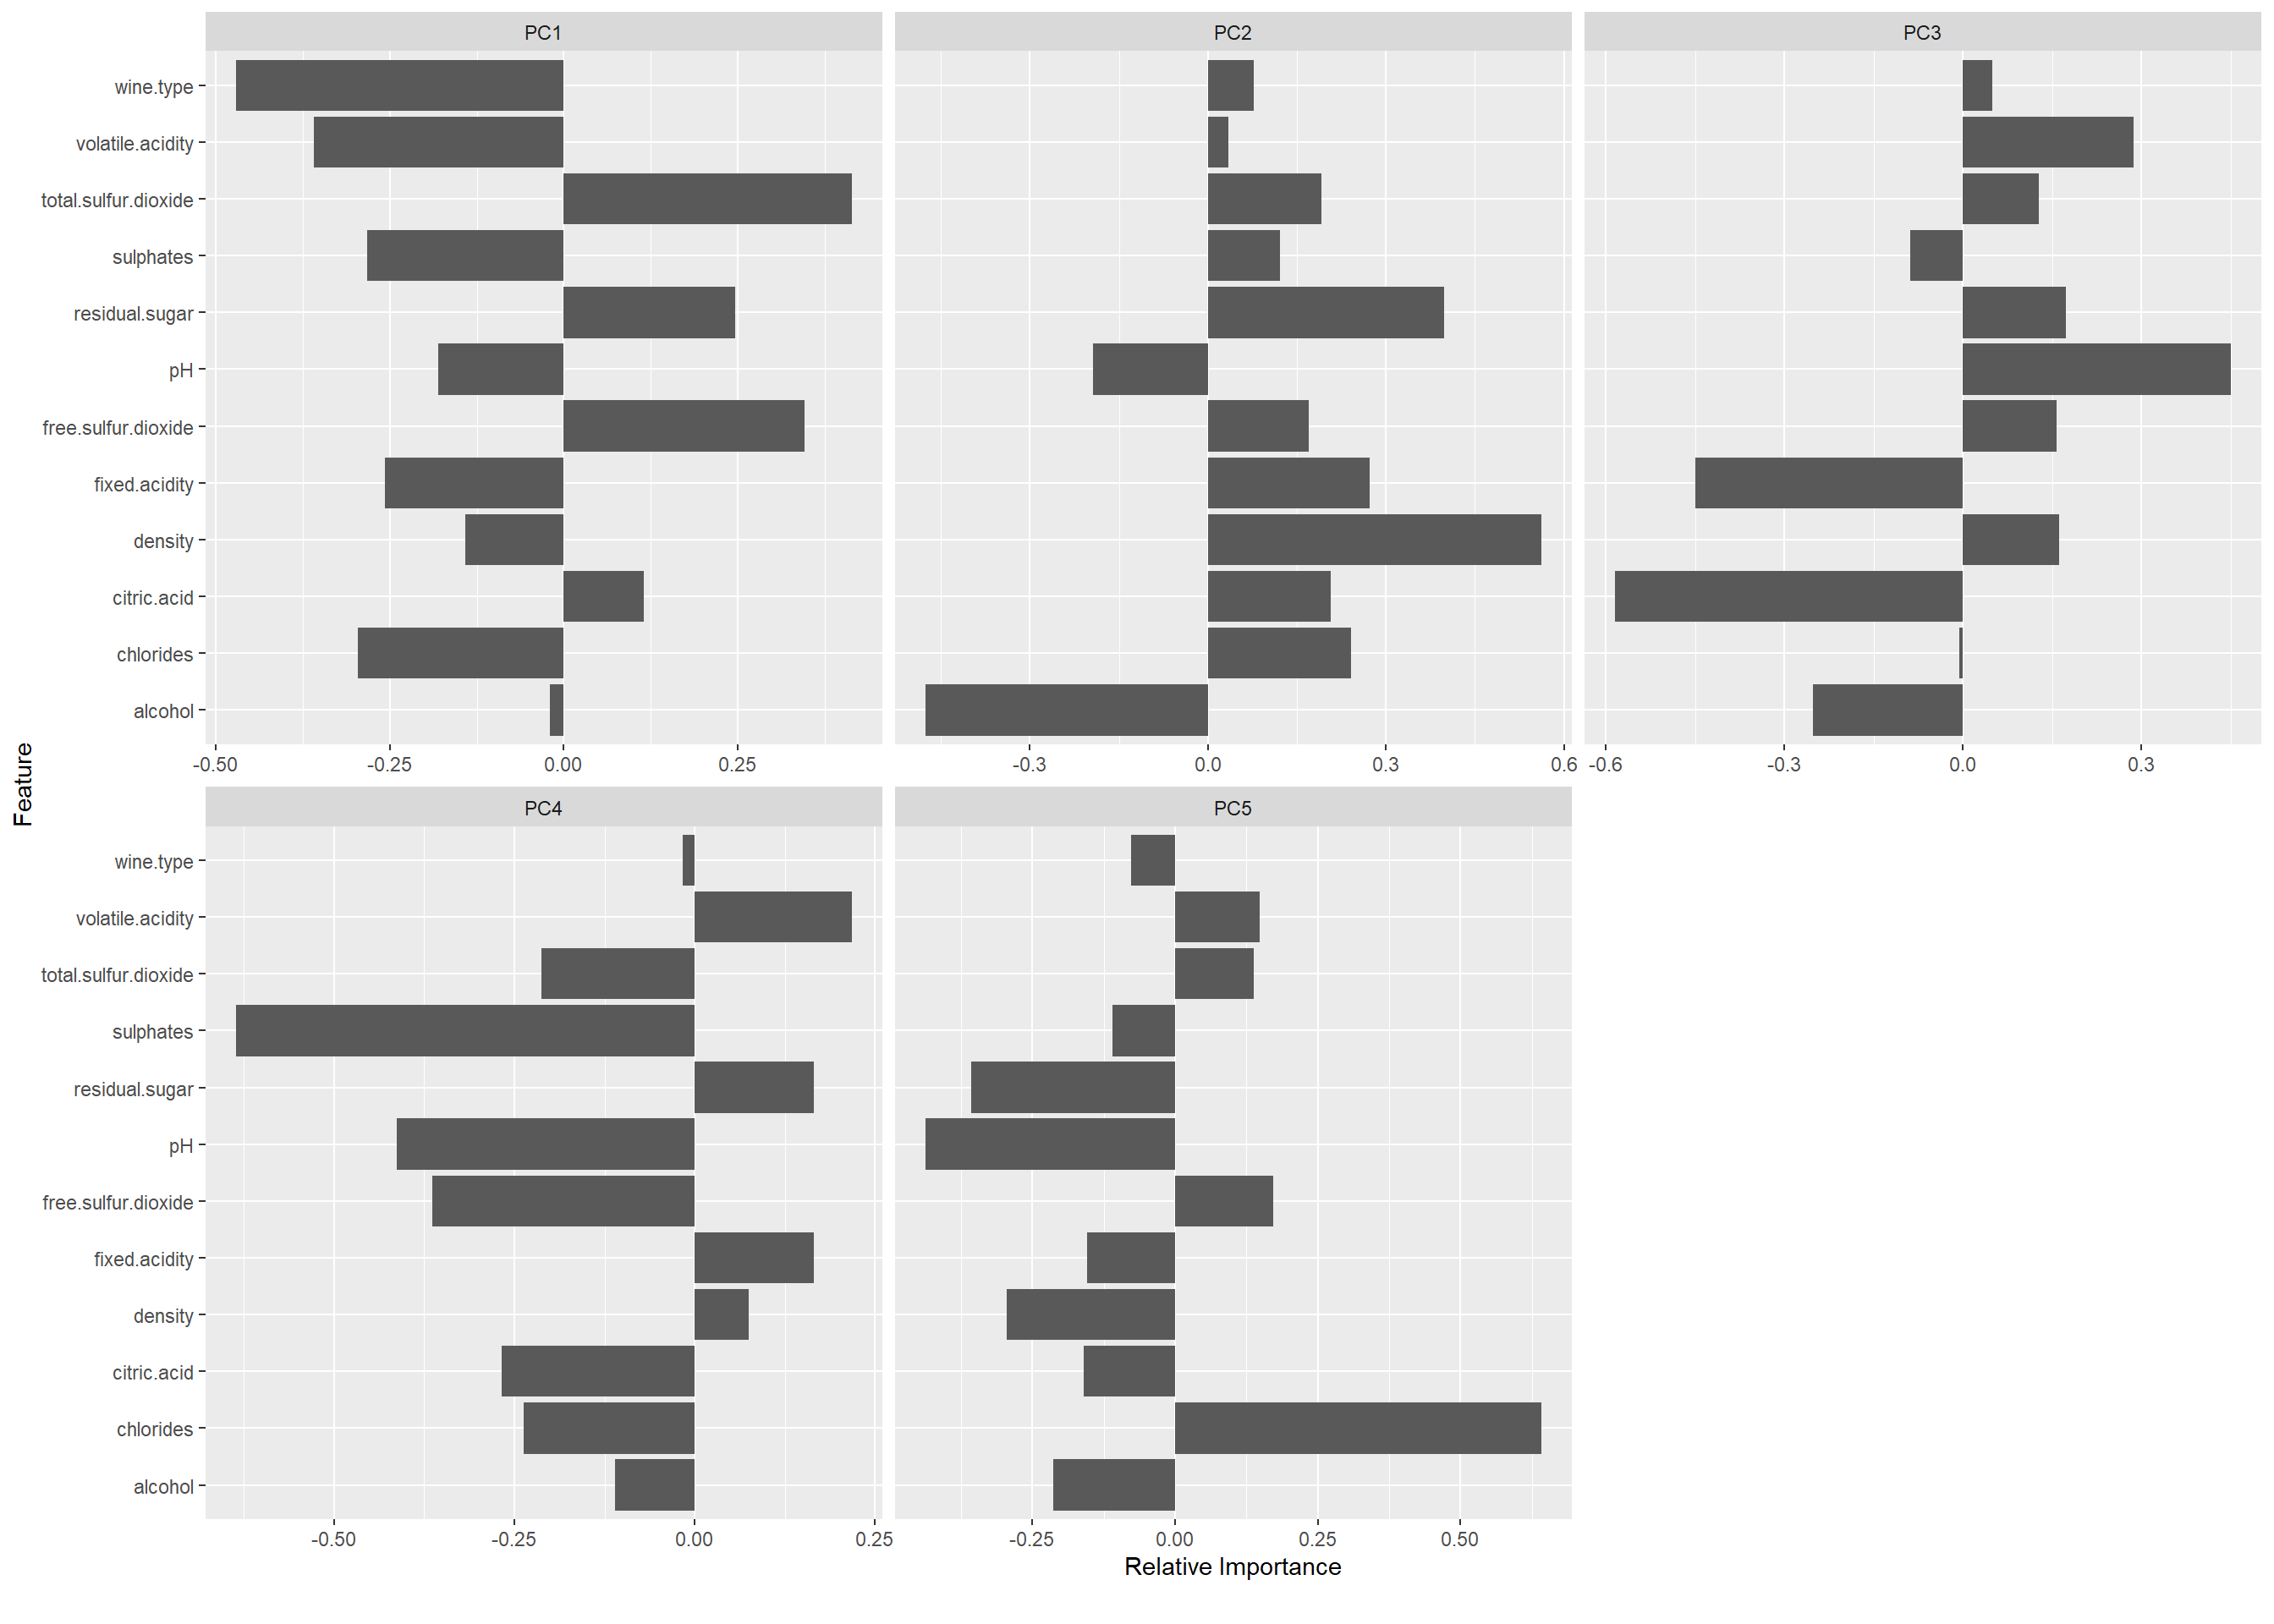 PC1
PC2
PC3
wine.type
volatile.acidity
total.sulfur.dioxide
sulphates
residual.sugar
pH
free.sulfur.dioxide
fixed.acidity
density
citric.acid
chlorides
alcohol
-0.50 -0.25 0.00 0.25
-0.3 0.0 0.3 0.6
-0.6 -0.3 0.0 0.3
Feature
PC4
PC5
wine.type
volatile.acidity
total.sulfur.dioxide
sulphates
residual.sugar
pH
free.sulfur.dioxide
fixed.acidity
density
citric.acid
chlorides
alcohol
-0.50 -0.25 0.00 0.25
-0.25 0.00 0.25 0.50
Relative Importance